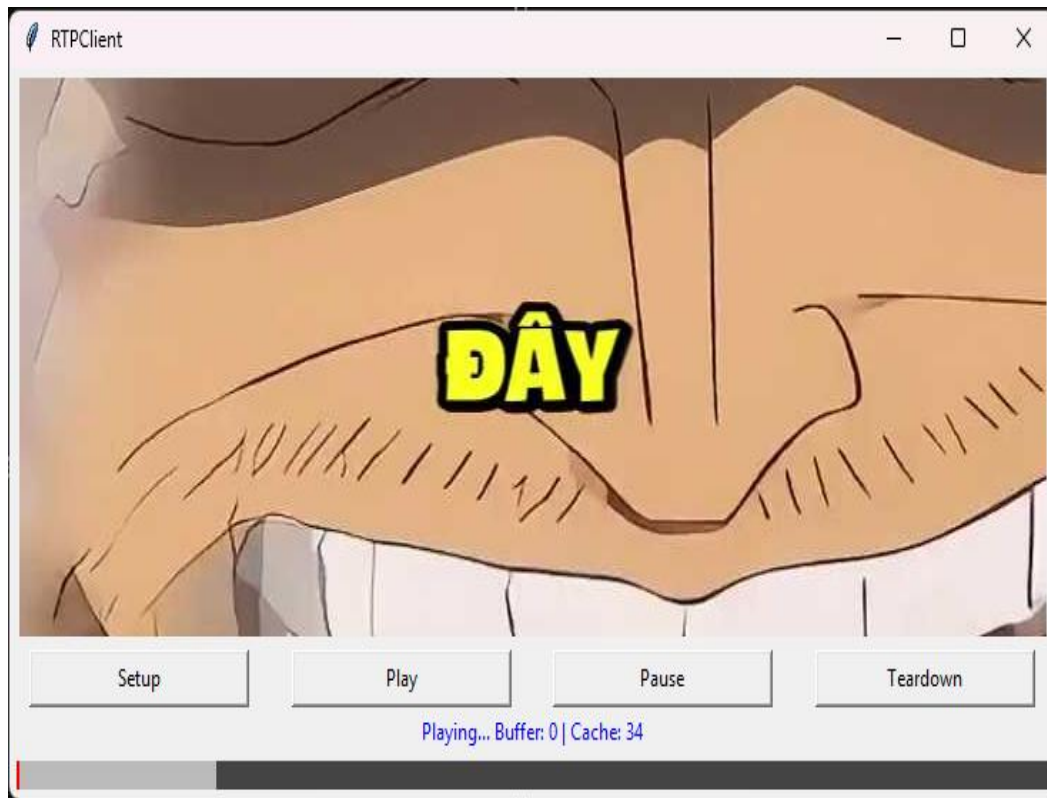 RTPClient
ĐÂY
Setup Play Pause Teardown
Playing... Buffer: 0 | Cache: 34